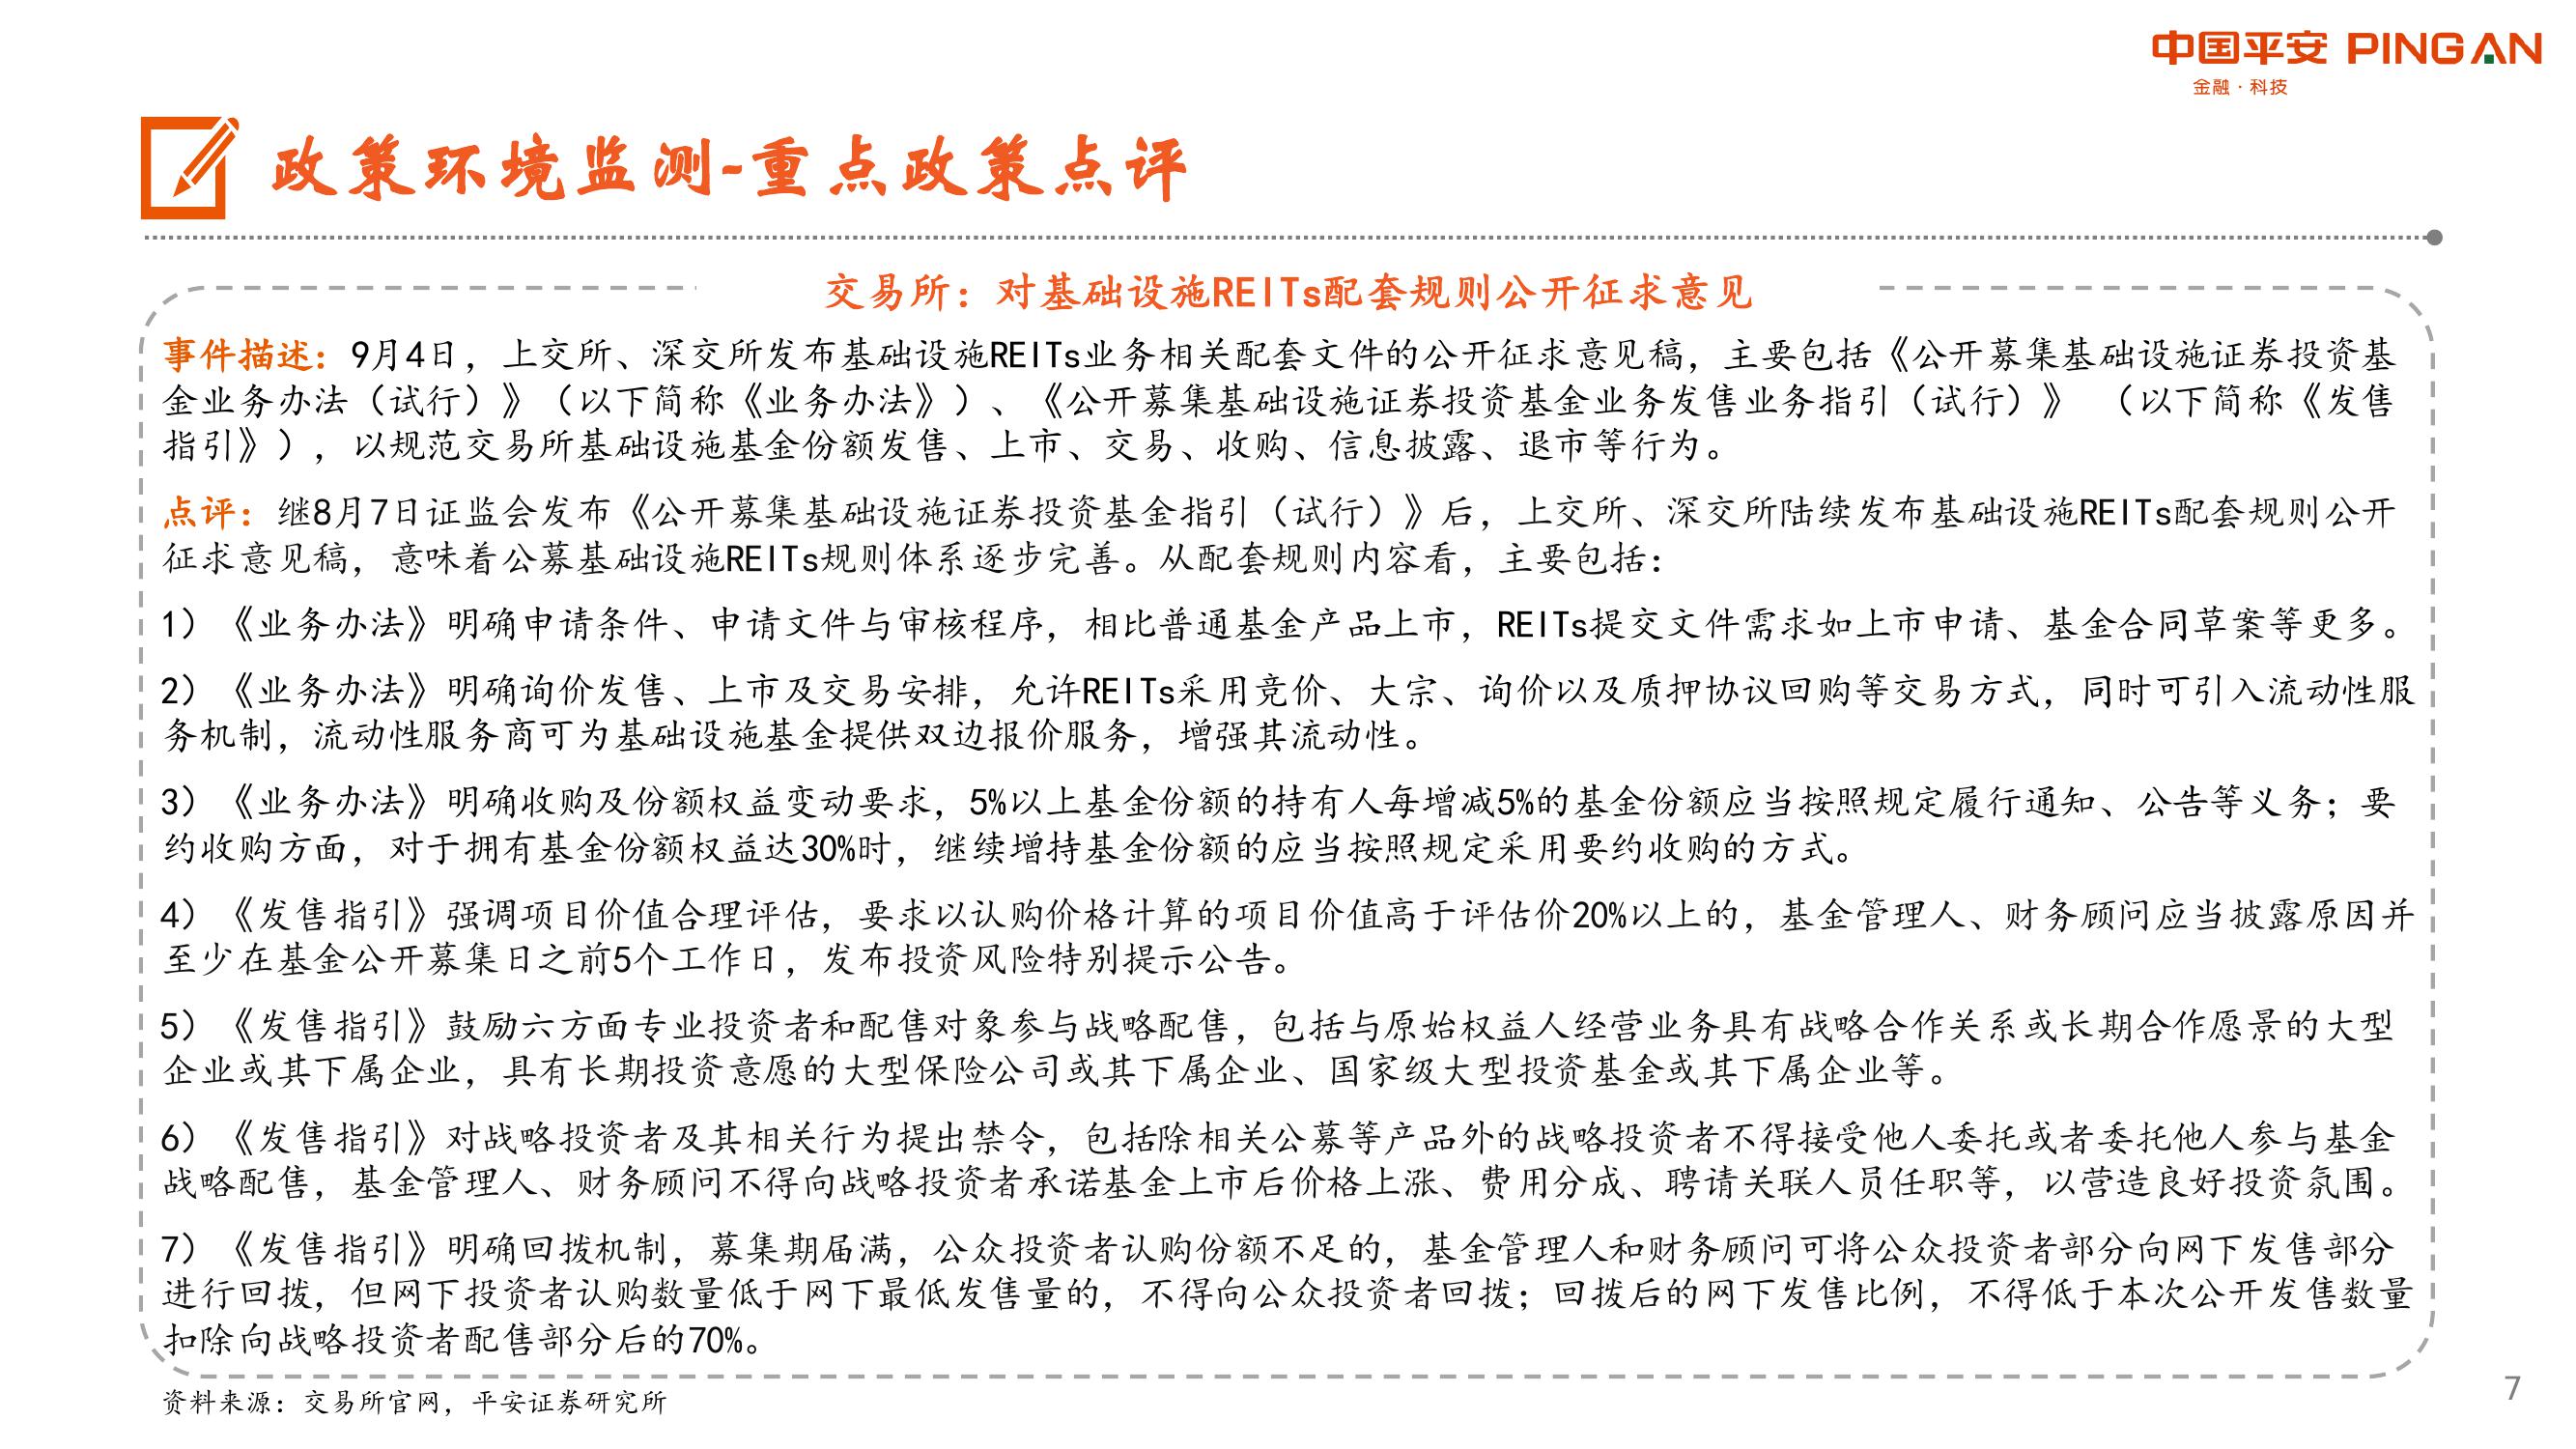 中国平安 PING AN
金融·科技
政策环境监测-重点政策点评
交易所：对基础设施REITs配套规则公开征求意见
事件描述：9月4日，上交所、深交所发布基础设施REITs业务相关配套文件的公开征求意见稿，主要包括《公开募集基础设施证券投资基
金业务办法（试行）》（以下简称《业务办法》）、《公开募集基础设施证券投资基金业务发售业务指引（试行）》 （以下简称《发售
指引》），以规范交易所基础设施基金份额发售、上市、交易、收购、信息披露、退市等行为。
点评：继8月7日证监会发布《公开募集基础设施证券投资基金指引（试行）》后，上交所、深交所陆续发布基础设施REITs配套规则公开
征求意见稿，意味着公募基础设施REITs规则体系逐步完善。从配套规则内容看，主要包括：
1）《业务办法》明确申请条件、申请文件与审核程序，相比普通基金产品上市，REITs提交文件需求如上市申请、基金合同草案等更多。
2）《业务办法》明确询价发售、上市及交易安排，允许REITs采用竞价、大宗、询价以及质押协议回购等交易方式，同时可引入流动性服
务机制，流动性服务商可为基础设施基金提供双边报价服务，增强其流动性。
3）《业务办法》明确收购及份额权益变动要求，5%以上基金份额的持有人每增减5%的基金份额应当按照规定履行通知、公告等义务；要
约收购方面，对于拥有基金份额权益达30%时，继续增持基金份额的应当按照规定采用要约收购的方式。
4）《发售指引》强调项目价值合理评估，要求以认购价格计算的项目价值高于评估价20%以上的，基金管理人、财务顾问应当披露原因并
至少在基金公开募集日之前5个工作日，发布投资风险特别提示公告。
5）《发售指引》鼓励六方面专业投资者和配售对象参与战略配售，包括与原始权益人经营业务具有战略合作关系或长期合作愿景的大型
企业或其下属企业，具有长期投资意愿的大型保险公司或其下属企业、国家级大型投资基金或其下属企业等。
6）《发售指引》对战略投资者及其相关行为提出禁令，包括除相关公募等产品外的战略投资者不得接受他人委托或者委托他人参与基金
战略配售，基金管理人、财务顾问不得向战略投资者承诺基金上市后价格上涨、费用分成、聘请关联人员任职等，以营造良好投资氛围。
7）《发售指引》明确回拨机制，募集期届满，公众投资者认购份额不足的，基金管理人和财务顾问可将公众投资者部分向网下发售部分
进行回拨，但网下投资者认购数量低于网下最低发售量的，不得向公众投资者回拨；回拨后的网下发售比例，不得低于本次公开发售数量
扣除向战略投资者配售部分后的70%。
资料来源：交易所官网，平安证券研究所
7